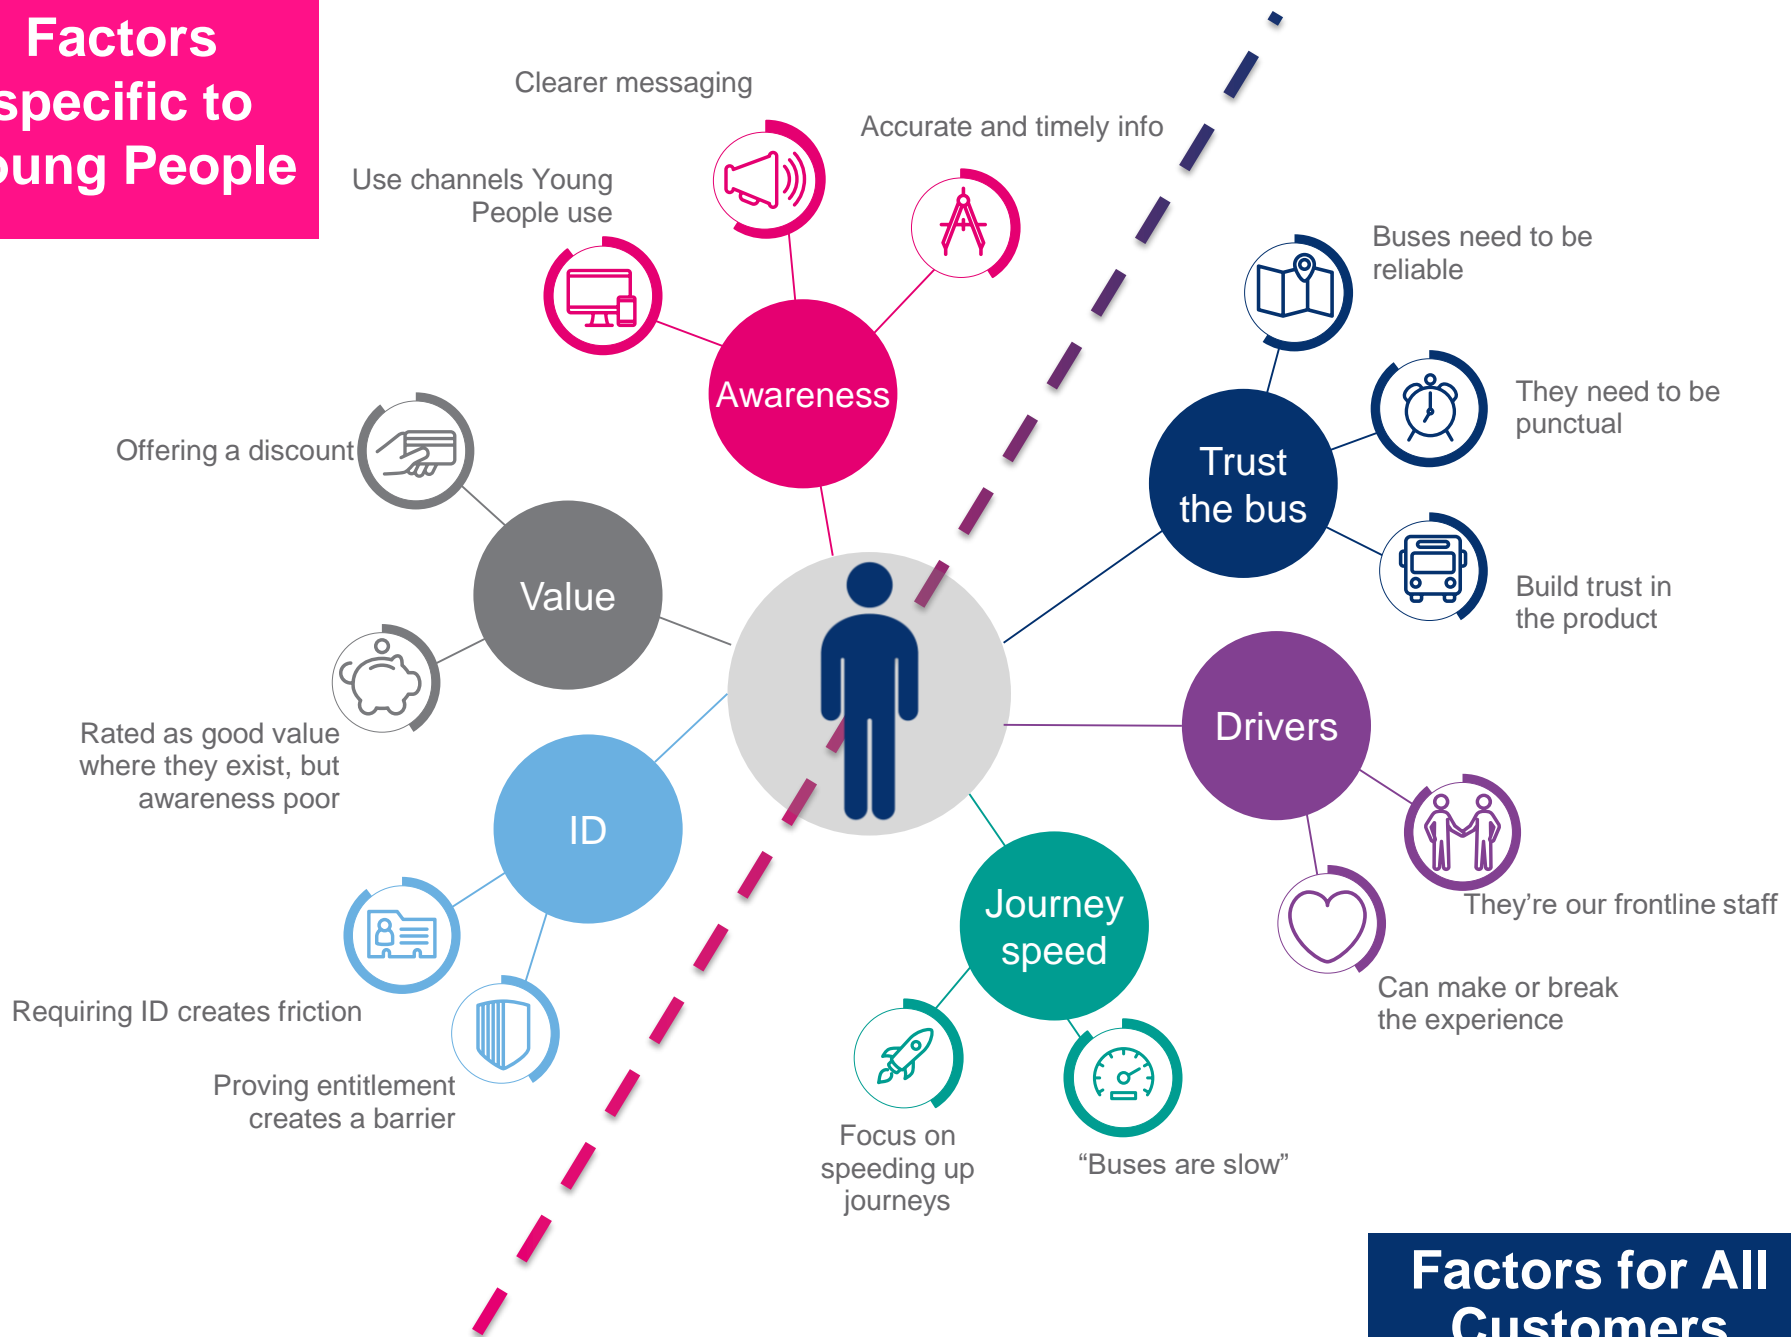 Factors
specific to
Young People
Clearer messaging
Accurate and timely info
Use channels Young
People use
Awareness
Offering a discount
Value
Rated as good value
where they exist, but
awareness poor
ID
Requiring ID creates friction
Proving entitlement
creates a barrier
Buses need to be
reliable
They need to be
punctual
Trust
the bus
Build trust in
the product
Drivers
They’re our frontline staff
Can make or break
the experience
Journey
speed
Focus on
speeding up
journeys
“Buses are slow”
Factors for All
Customers